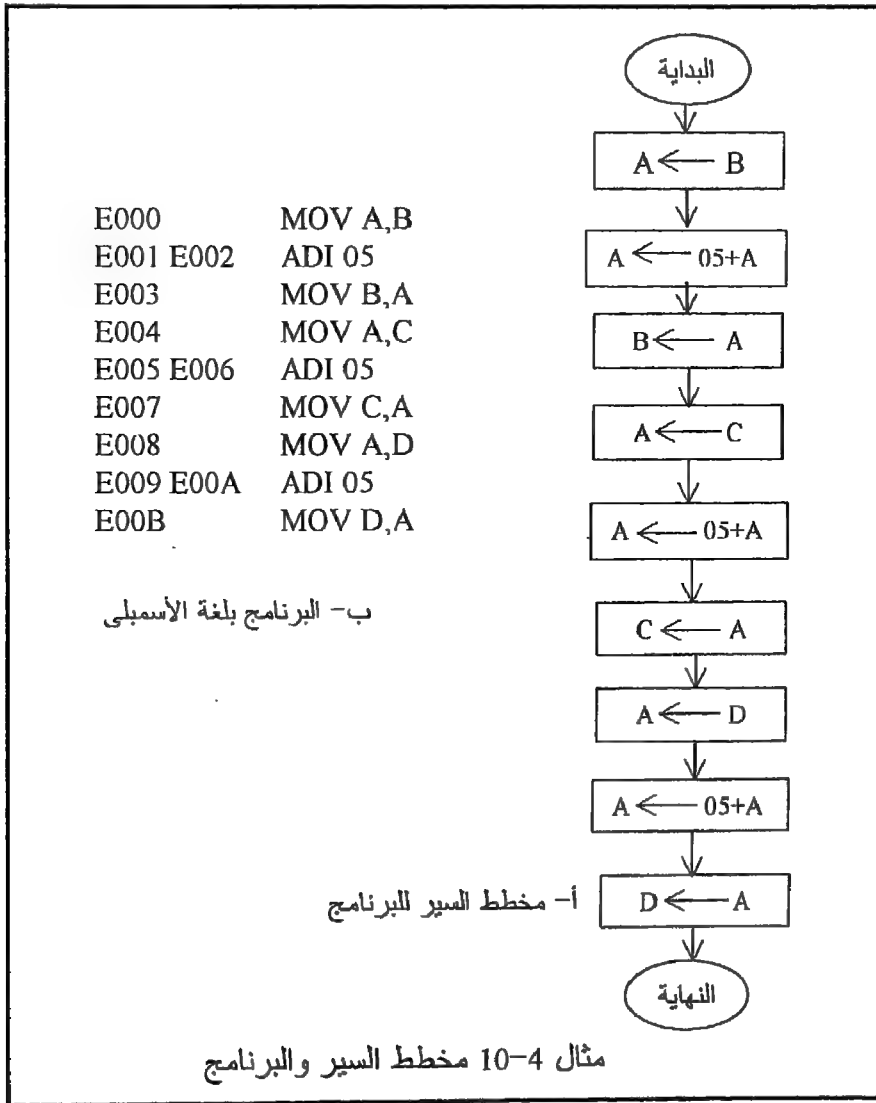 البداية
A ← B
A ← 05+A
B ← A
A ← C
A ← 05+A
C ← A
A ← D
A ← 05+A
D ← A
النهاية
أ- مخطط السير للبرنامج
E000 MOV A,B
E001 E002 ADI 05
E003 MOV B,A
E004 MOV A,C
E005 E006 ADI 05
E007 MOV C,A
E008 MOV A,D
E009 E00A ADI 05
E00B MOV D,A
ب- البرنامج بلغة الأسمبلى
مثال 4-10 مخطط السير والبرنامج